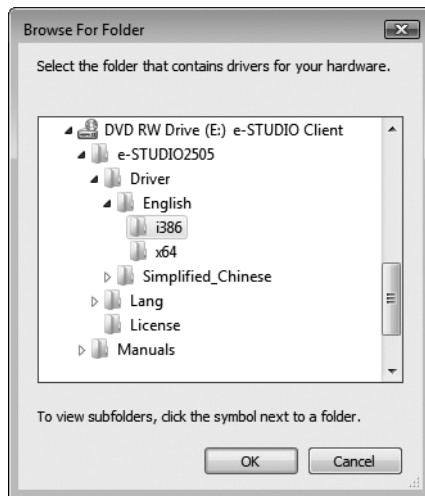 Browse For Folder
Select the folder that contains drivers for your hardware.
DVD RW Drive (E:) e-STUDIO Client
e-STUDIO2505
Driver
English
i386
x64
Simplified_Chinese
Lang
License
Manuals
To view subfolders, click the symbol next to a folder.
OK Cancel